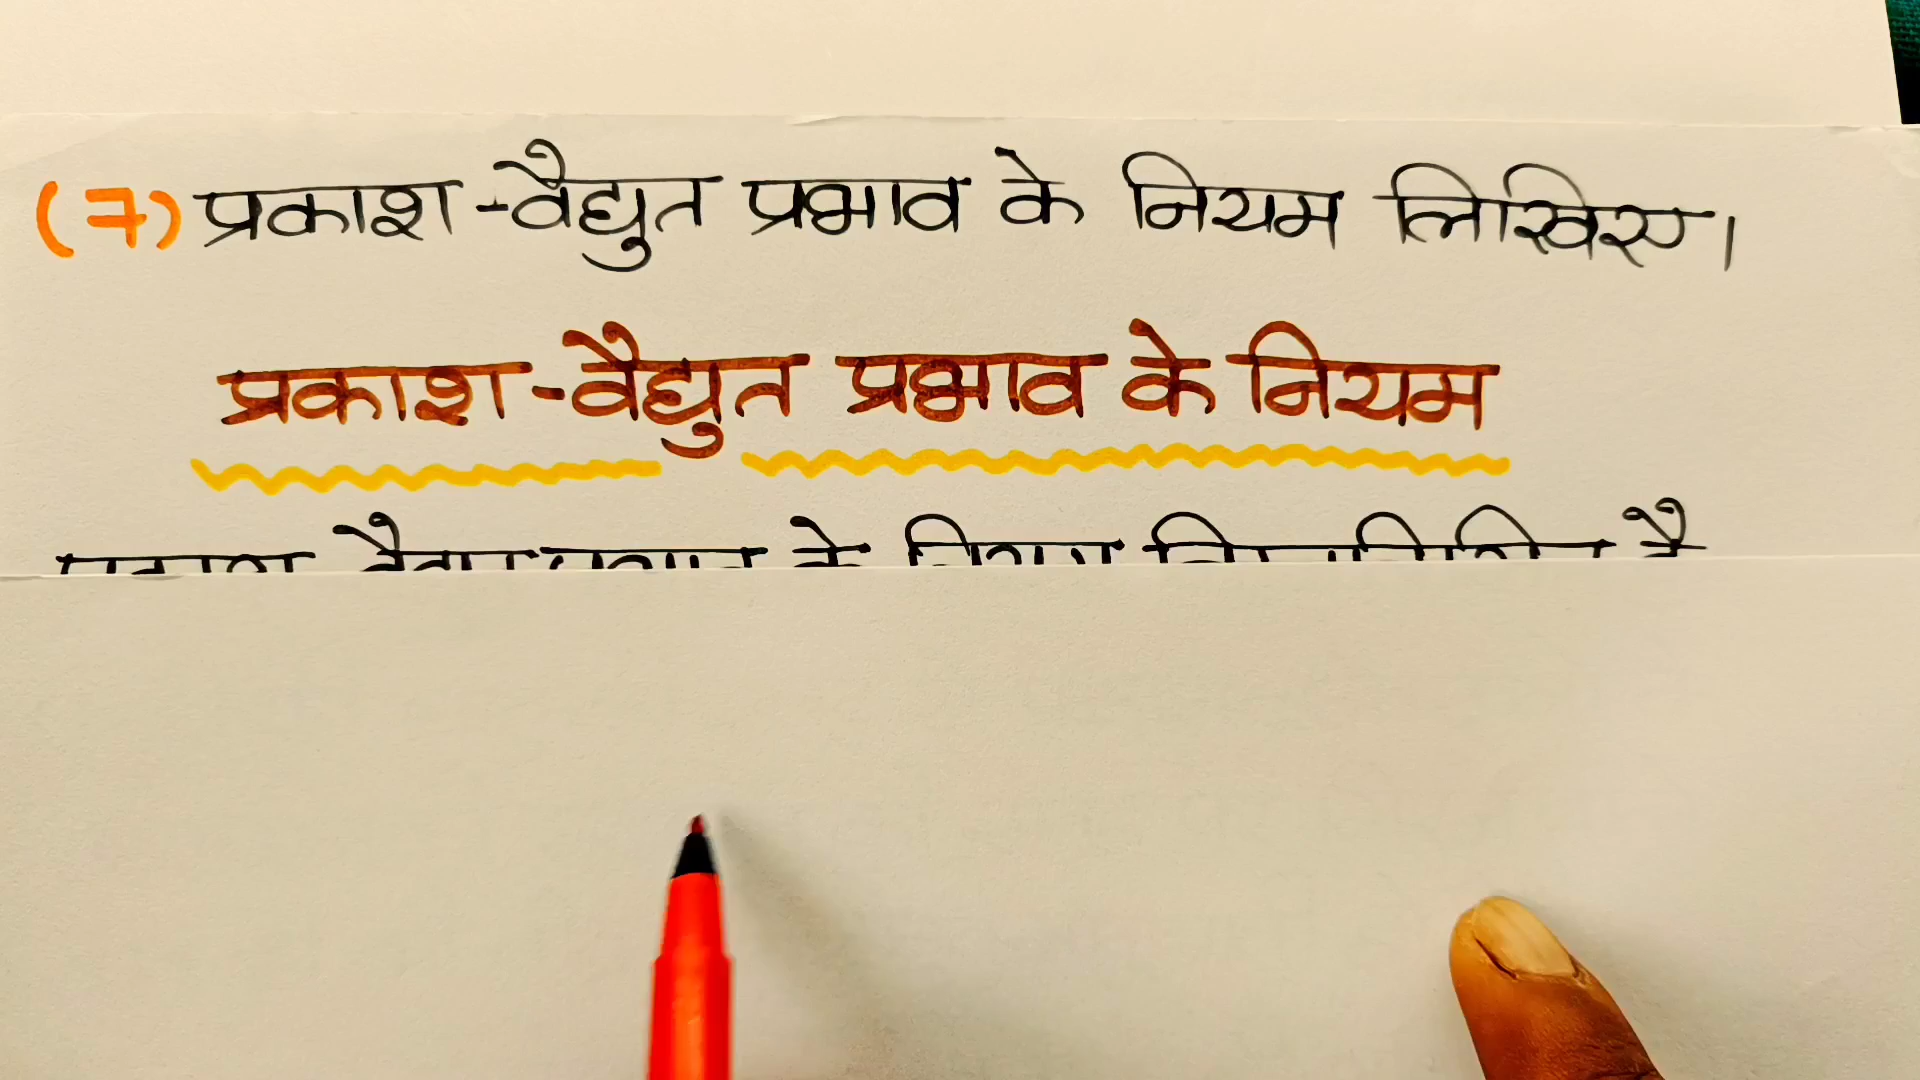 (7) प्रकाश-वैद्युत प्रभाव के नियम लिखिए।
प्रकाश-वैद्युत प्रभाव के नियम